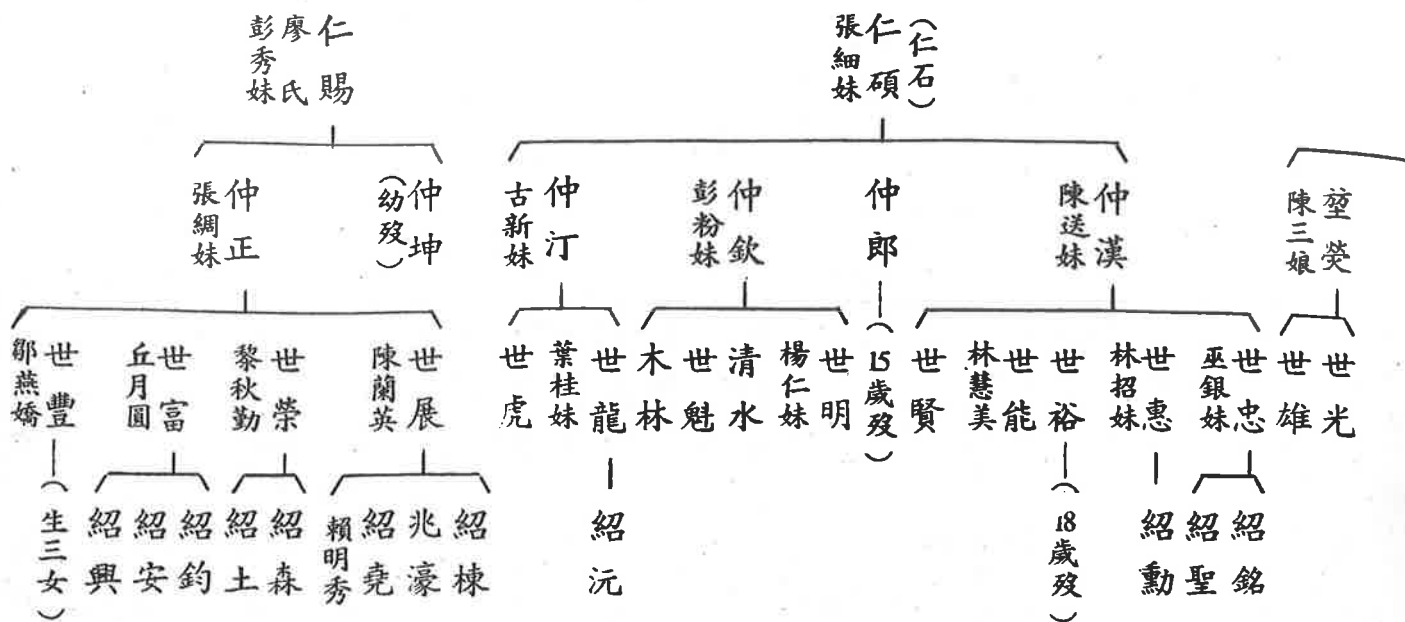 (仁石)
仁碩
張細妹
仁賜
廖氏
彭秀妹
堃熒
陳三娘
仲漢
陳送妹
仲郎
仲欽
彭粉妹
仲汀
古新妹
仲坤
(幼歿)
仲正
張綢妹
世光
世雄
世忠
巫銀妹
世惠
林招妹
世裕
世能
林慧美
世賢
(15歲歿)
世明
楊仁妹
清水
世魁
木林
世龍
葉桂妹
世虎
世展
陳蘭英
世榮
黎秋勤
世富
丘月圓
世豐
鄒燕嬌
紹銘
紹聖
紹勳
(18歲歿)
紹沅
紹棟
兆濠
紹堯
賴明秀
紹森
紹土
紹鈞
紹安
紹興
(生三女)